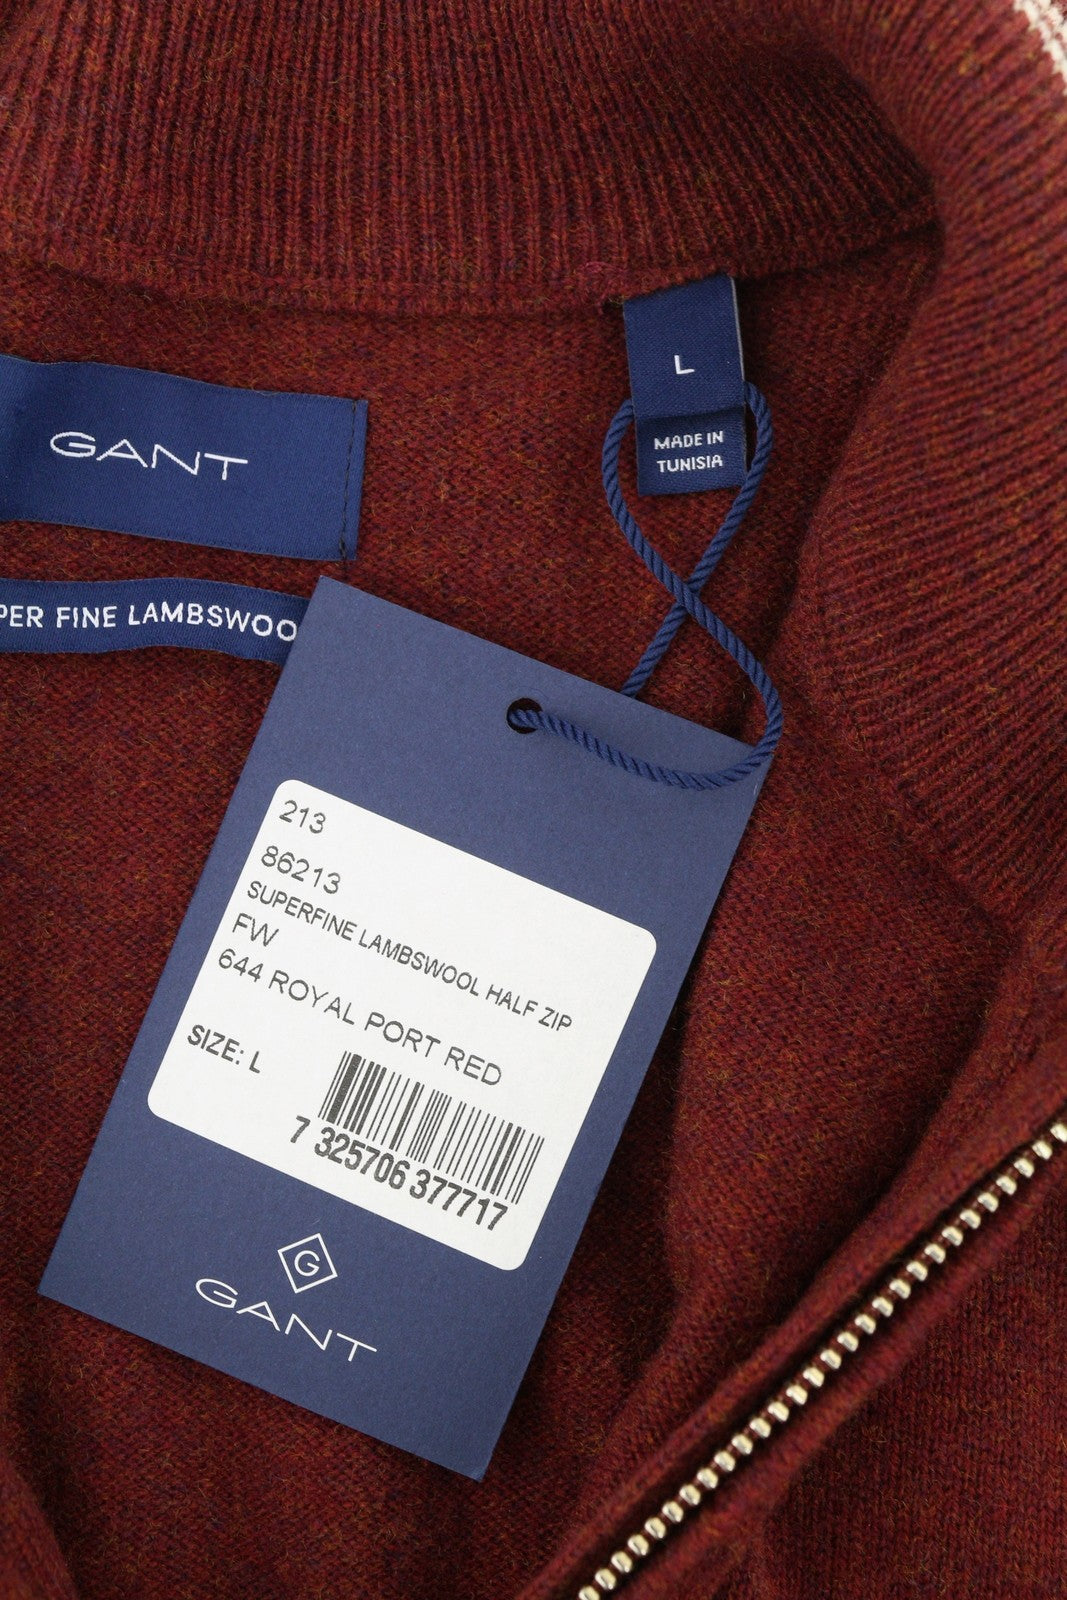 L
MADE IN
TUNISIA
GANT
PER FINE LAMBSWOO
213
86213
SUPERFINE LAMBSWOOL HALF ZIP
FW
644 ROYAL PORT RED
SIZE: L
7 325706 377717
G
GANT